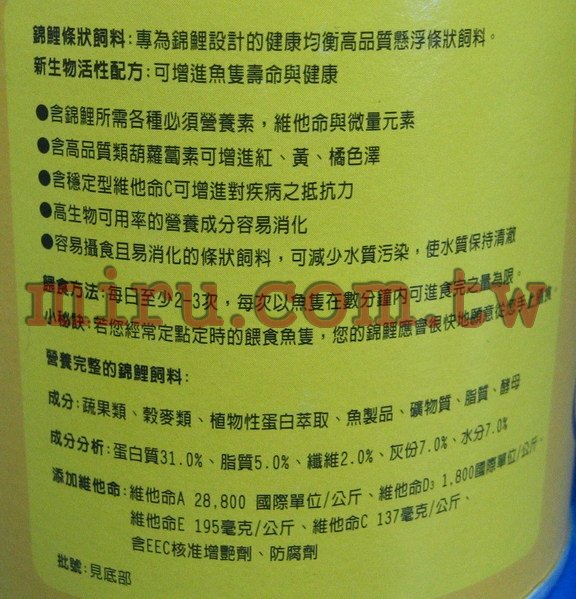 錦鯉條狀飼料:專為錦鯉設計的健康均衡高品質懸浮條狀飼料。
新生物活性配方:可增進魚隻壽命與健康
●含錦鯉所需各種必須營養素，維他命與微量元素
●含高品質類葫蘿蔔素可增進紅、黃、橘色澤
●含穩定型維他命C可增進對疾病之抵抗力
●高生物可用率的營養成分容易消化
●容易攝食且易消化的條狀飼料，可減少水質污染，使水質保持清澈
餵食方法:每日至少2-3次，每次以魚隻在數分鐘內可進食完之量為限。
miru.com.tw
小秘訣:若您經常定點定時的餵食魚隻，您的錦鯉應會很快地願意從您手上
營養完整的錦鯉飼料:
成分:蔬果類、穀麥類、植物性蛋白萃取、魚製品、礦物質、脂質、酵母
成分分析:蛋白質31.0%、脂質5.0%、纖維2.0%、灰份7.0%、水分7.0%
添加維他命:維他命A 28,800 國際單位/公斤、維他命D₃ 1,800國際單位/公斤、
維他命E 195毫克/公斤、維他命C 137毫克/公斤、
含EEC核准增艷劑、防腐劑
批號:見底部